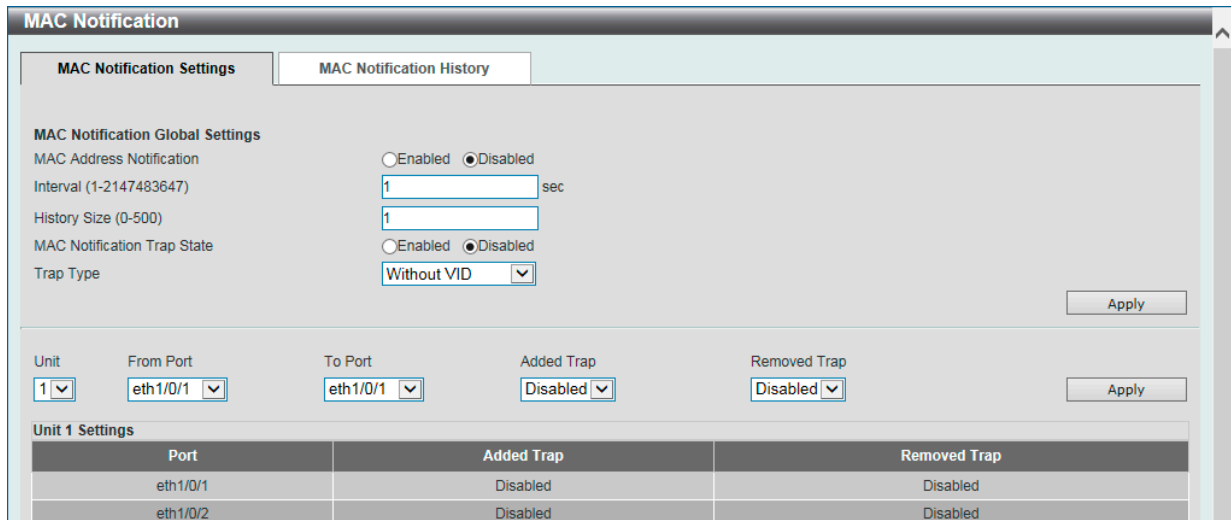 MAC Notification
MAC Notification Settings MAC Notification History
MAC Notification Global Settings
MAC Address Notification Enabled Disabled
Interval (1-2147483647) 1 sec
History Size (0-500) 1
MAC Notification Trap State Enabled Disabled
Trap Type Without VID
Apply
Unit From Port To Port Added Trap Removed Trap
1 eth1/0/1 eth1/0/1 Disabled Disabled Apply
Unit 1 Settings
Port Added Trap Removed Trap
eth1/0/1 Disabled Disabled
eth1/0/2 Disabled Disabled